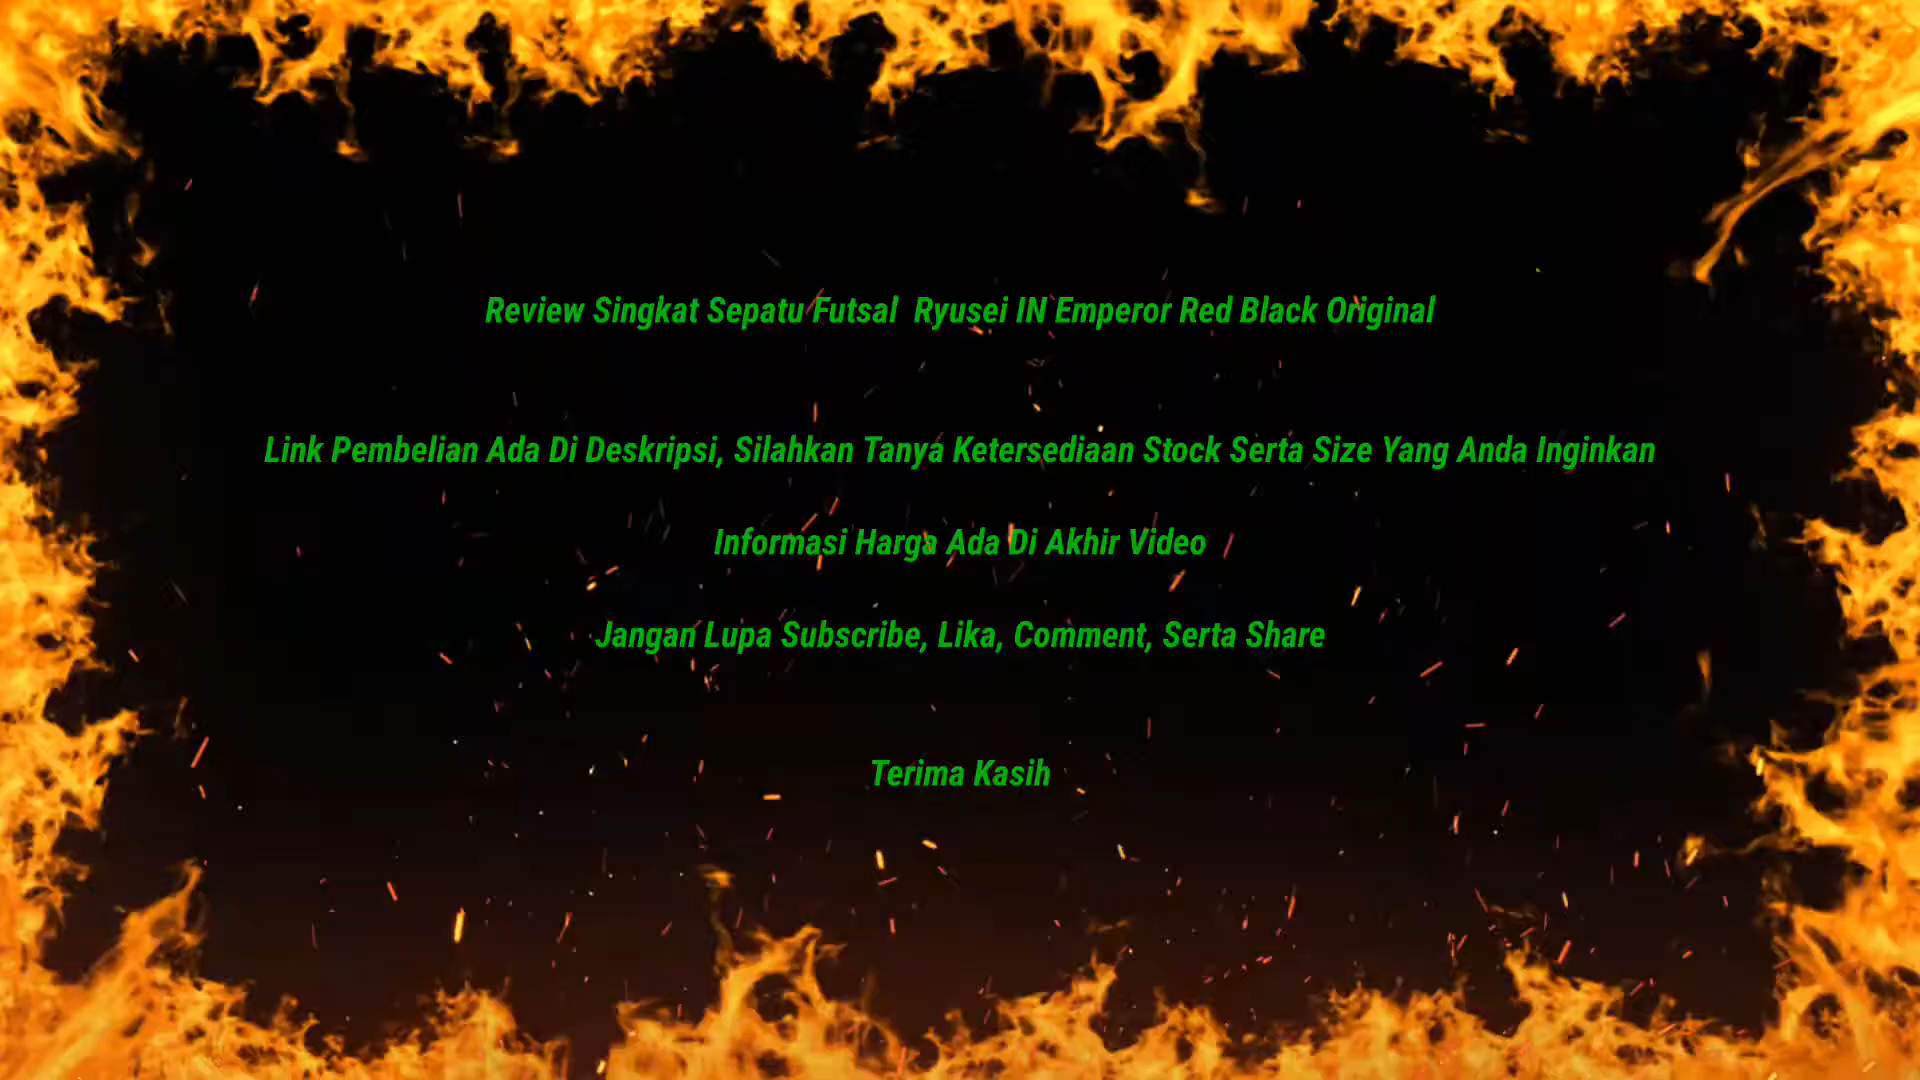 Review Singkat Sepatu Futsal  Ryusei IN Emperor Red Black Original
Link Pembelian Ada Di Deskripsi, Silahkan Tanya Ketersediaan Stock Serta Size Yang Anda Inginkan
Informasi Harga Ada Di Akhir Video
Jangan Lupa Subscribe, Lika, Comment, Serta Share
Terima Kasih